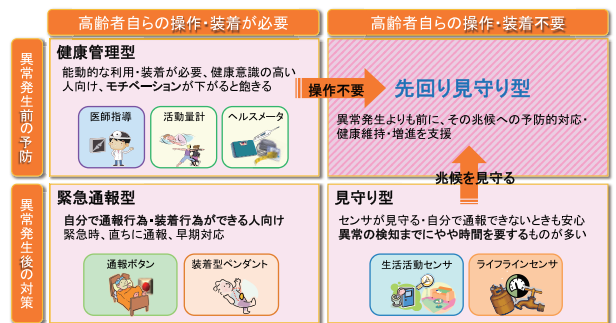 高齢者自らの操作・装着が必要
高齢者自らの操作・装着不要
異常発生前の予防
健康管理型
能動的な利用・装着が必要、健康意識の高い
人向け、モチベーションが下がると飽きる
医師指導
活動量計
ヘルスメータ
操作不要
先回り見守り型
異常発生よりも前に、その兆候への予防的対応・
健康維持・増進を支援
兆候を見守る
異常発生後の対策
緊急通報型
自分で通報行為・装着行為ができる人向け
緊急時、直ちに通報、早期対応
通報ボタン
装着型ペンダント
見守り型
センサが見守る・自分で通報できないときも安心
異常の検知までにやや時間を要するものが多い
生活活動センサ
ライフラインセンサ